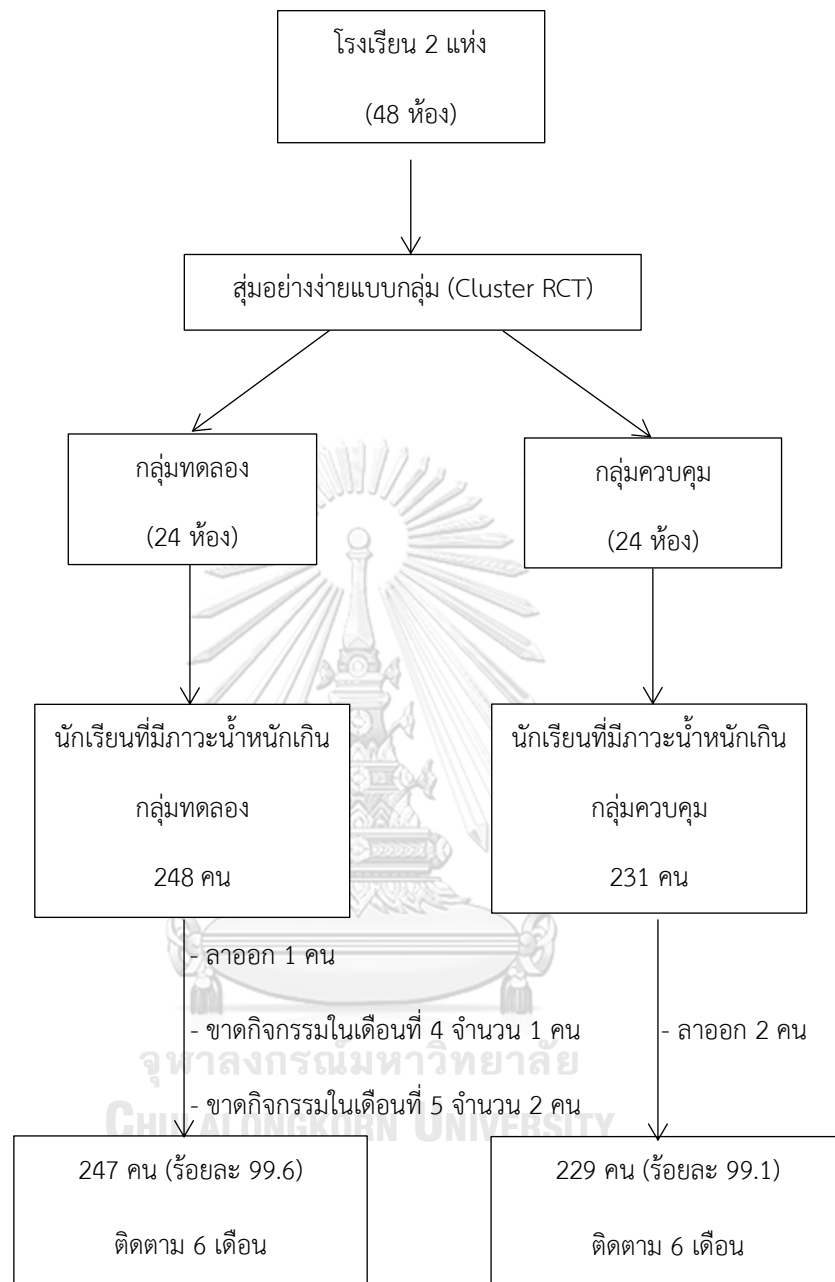 โรงเรียน 2 แห่ง
(48 ห้อง)
สุ่มอย่างง่ายแบบกลุ่ม (Cluster RCT)
กลุ่มทดลอง
(24 ห้อง)
กลุ่มควบคุม
(24 ห้อง)
นักเรียนที่มีภาวะน้ำหนักเกิน
กลุ่มทดลอง
248 คน
นักเรียนที่มีภาวะน้ำหนักเกิน
กลุ่มควบคุม
231 คน
- ลาออก 1 คน
- ขาดกิจกรรมในเดือนที่ 4 จำนวน 1 คน
- ขาดกิจกรรมในเดือนที่ 5 จำนวน 2 คน
- ลาออก 2 คน
จุฬาลงกรณ์มหาวิทยาลัย
CHULALONGKORN UNIVERSITY
247 คน (ร้อยละ 99.6)
ติดตาม 6 เดือน
229 คน (ร้อยละ 99.1)
ติดตาม 6 เดือน